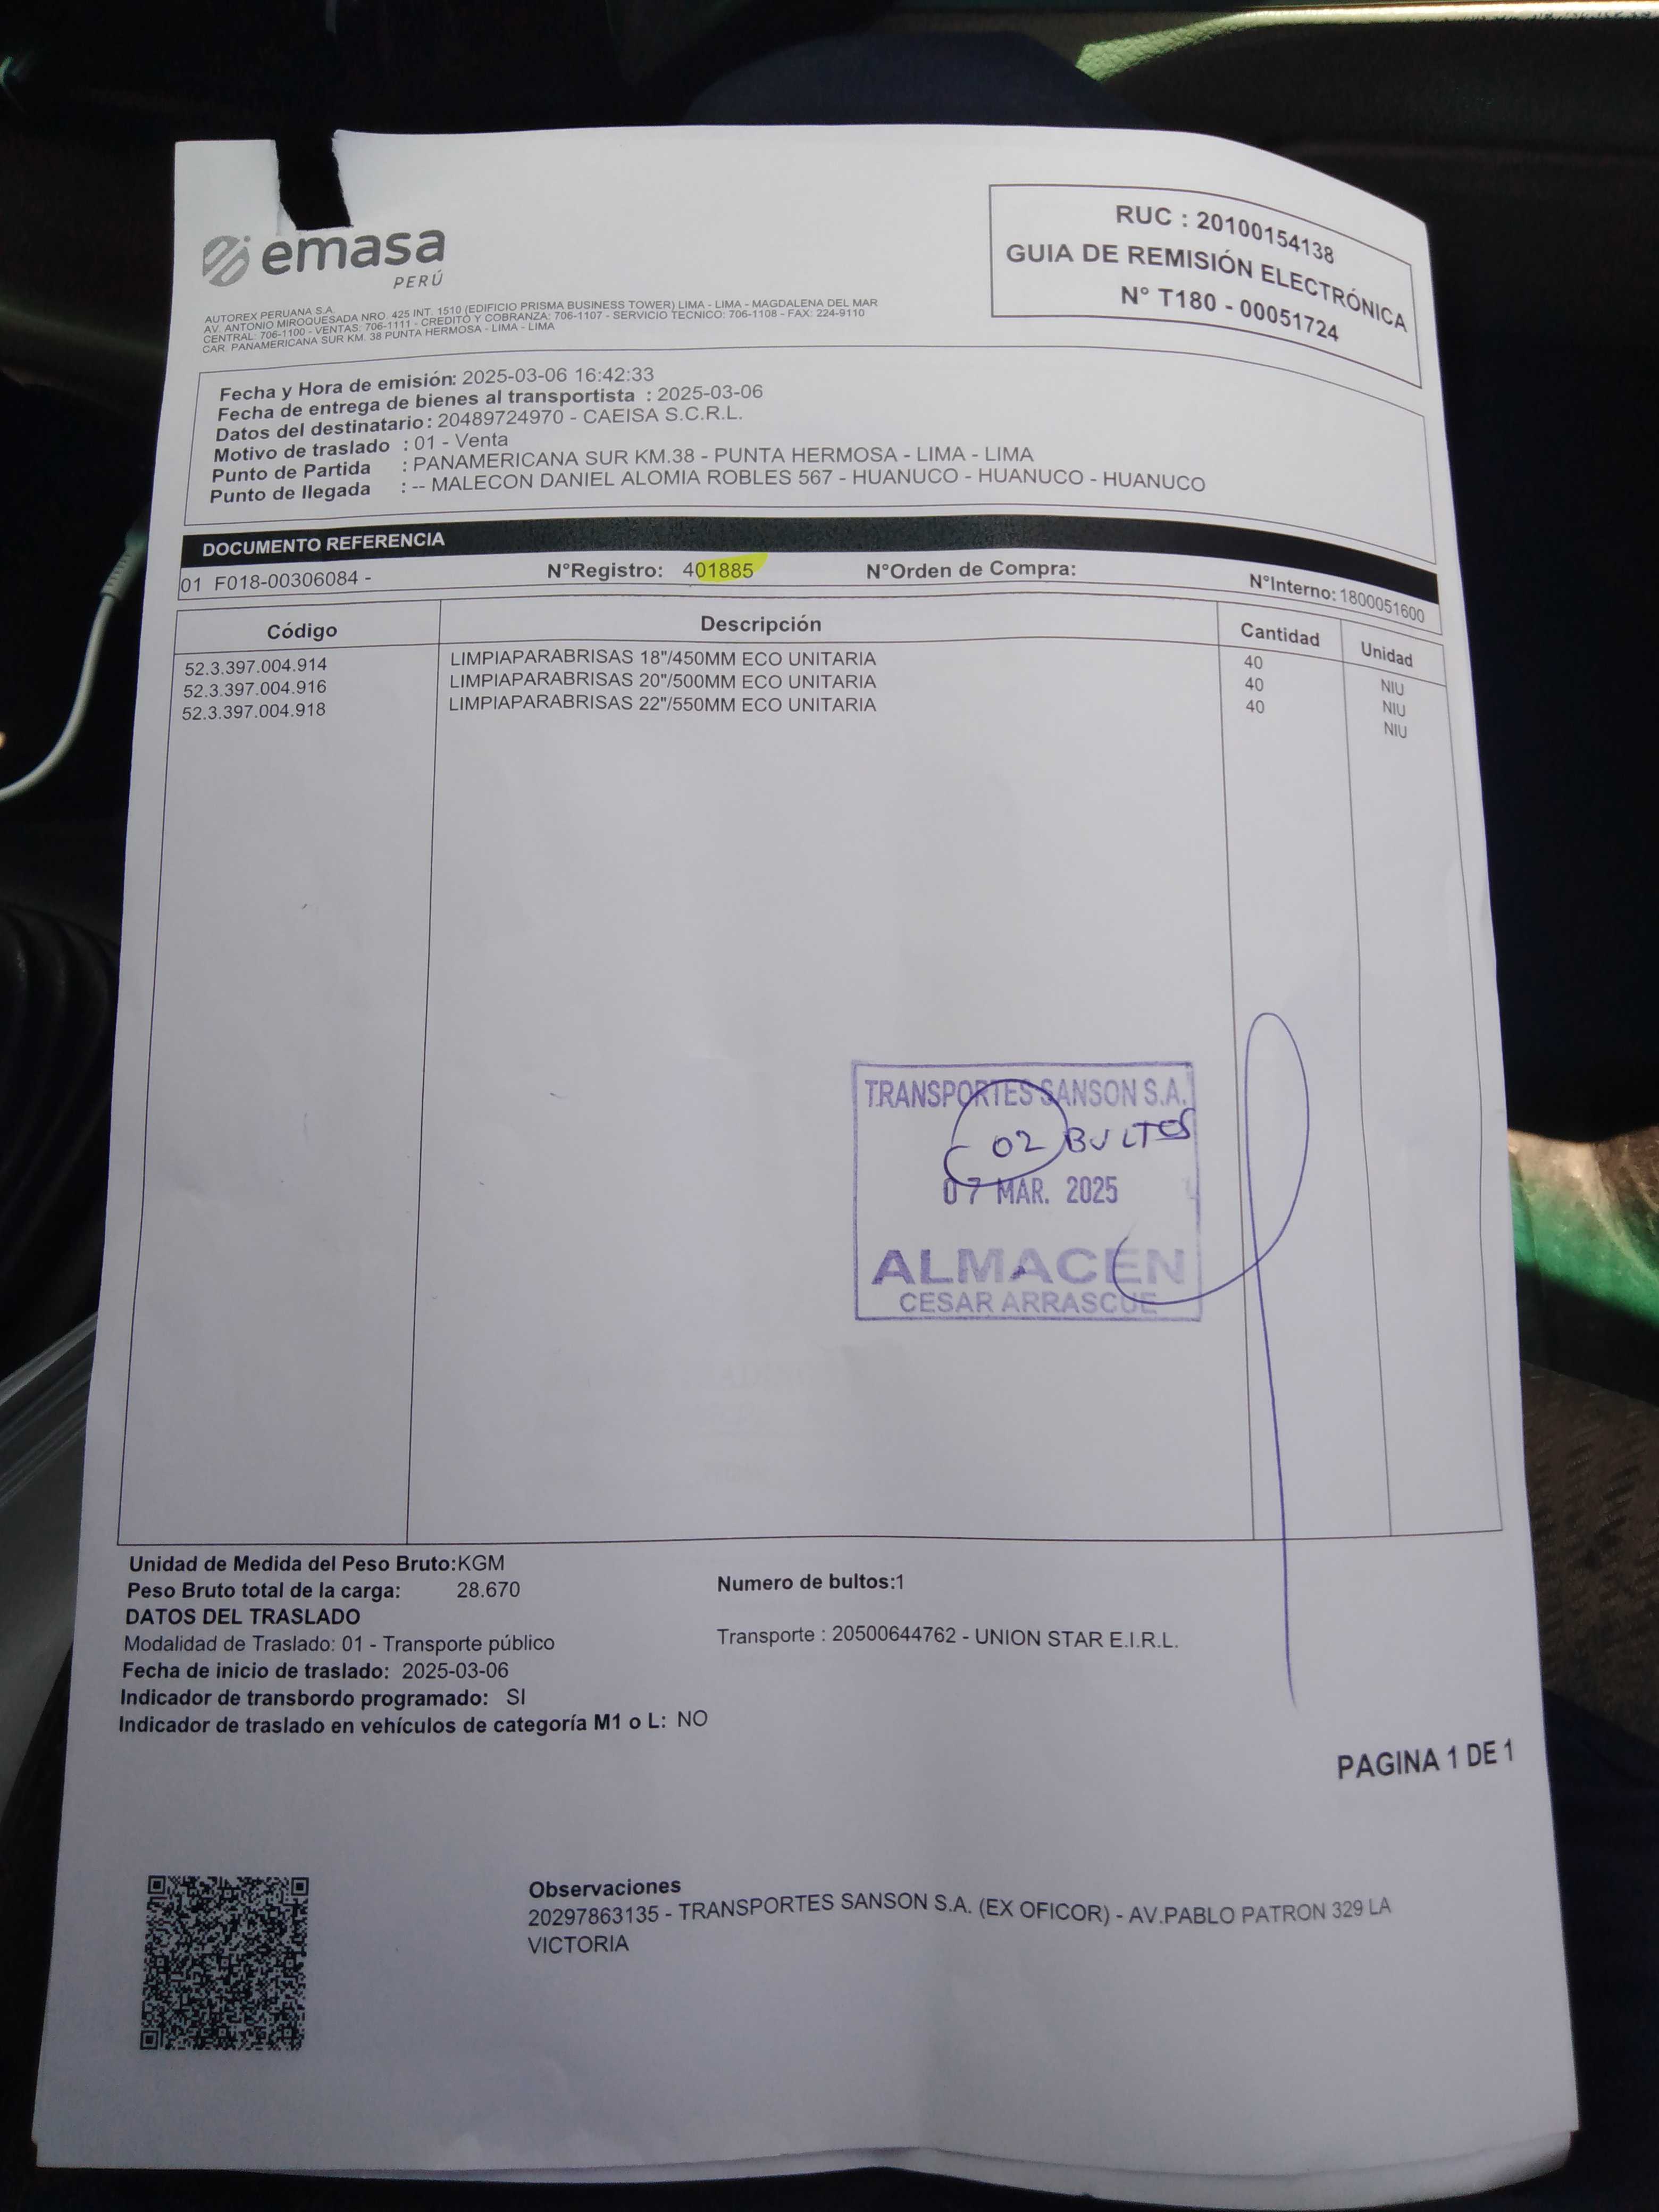 emasa
PERÚ
RUC : 20100154138
GUIA DE REMISIÓN ELECTRÓNICA
N° T180 - 00051724
AUTOREX PERUANA S.A.
AV. ANTONIO MIROQUESADA NRO. 425 INT. 1510 (EDIFICIO PRISMA BUSINESS TOWER) LIMA - LIMA - MAGDALENA DEL MAR
CENTRAL: 706-1100 - VENTAS: 706-1111 - CREDITO Y COBRANZA: 706-1107 - SERVICIO TECNICO: 706-1108 - FAX: 224-9110
CAR. PANAMERICANA SUR KM. 38 PUNTA HERMOSA - LIMA - LIMA
Fecha y Hora de emisión: 2025-03-06 16:42:33
Fecha de entrega de bienes al transportista : 2025-03-06
Datos del destinatario : 20489724970 - CAEISA S.C.R.L.
Motivo de traslado : 01 - Venta
Punto de Partida : PANAMERICANA SUR KM.38 - PUNTA HERMOSA - LIMA - LIMA
Punto de llegada : -- MALECON DANIEL ALOMIA ROBLES 567 - HUANUCO - HUANUCO - HUANUCO
DOCUMENTO REFERENCIA
01 F018-00306084 - N°Registro: 401885 N°Orden de Compra: N°Interno: 1800051600
Código Descripción Cantidad Unidad
52.3.397.004.914 LIMPIAPARABRISAS 18"/450MM ECO UNITARIA 40 NIU
52.3.397.004.916 LIMPIAPARABRISAS 20"/500MM ECO UNITARIA 40 NIU
52.3.397.004.918 LIMPIAPARABRISAS 22"/550MM ECO UNITARIA 40 NIU
TRANSPORTES SANSON S.A.
02 BULTOS
07 MAR. 2025
ALMACEN
CESAR ARRASCUE
Unidad de Medida del Peso Bruto:KGM
Peso Bruto total de la carga: 28.670 Numero de bultos:1
DATOS DEL TRASLADO
Modalidad de Traslado: 01 - Transporte público Transporte : 20500644762 - UNION STAR E.I.R.L.
Fecha de inicio de traslado: 2025-03-06
Indicador de transbordo programado: SI
Indicador de traslado en vehículos de categoría M1 o L: NO
PAGINA 1 DE 1
Observaciones
20297863135 - TRANSPORTES SANSON S.A. (EX OFICOR) - AV.PABLO PATRON 329 LA
VICTORIA